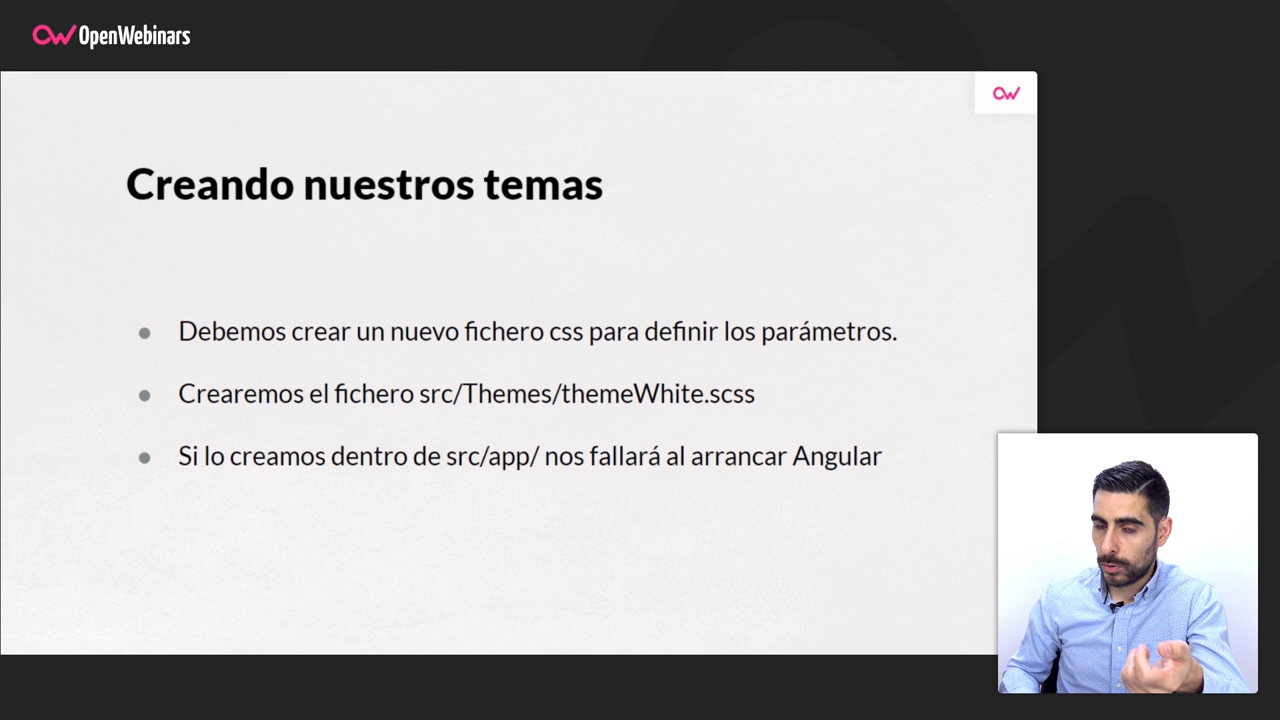 OpenWebinars
Creando nuestros temas
Debemos crear un nuevo fichero css para definir los parámetros.
Crearemos el fichero src/Themes/themeWhite.scss
Si lo creamos dentro de src/app/ nos fallará al arrancar Angular